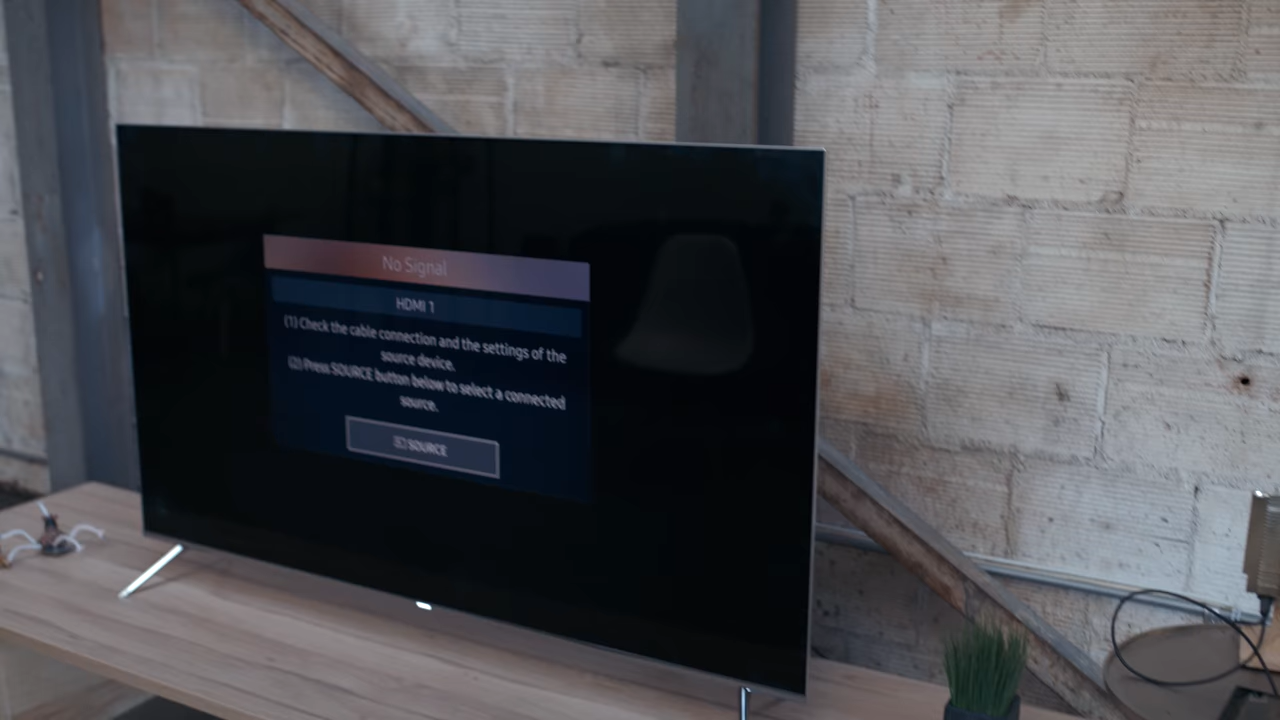 No Signal
HDMI 1
(1) Check the cable connection and the settings of the
source device.
(2) Press SOURCE button below to select a connected
source.
SOURCE